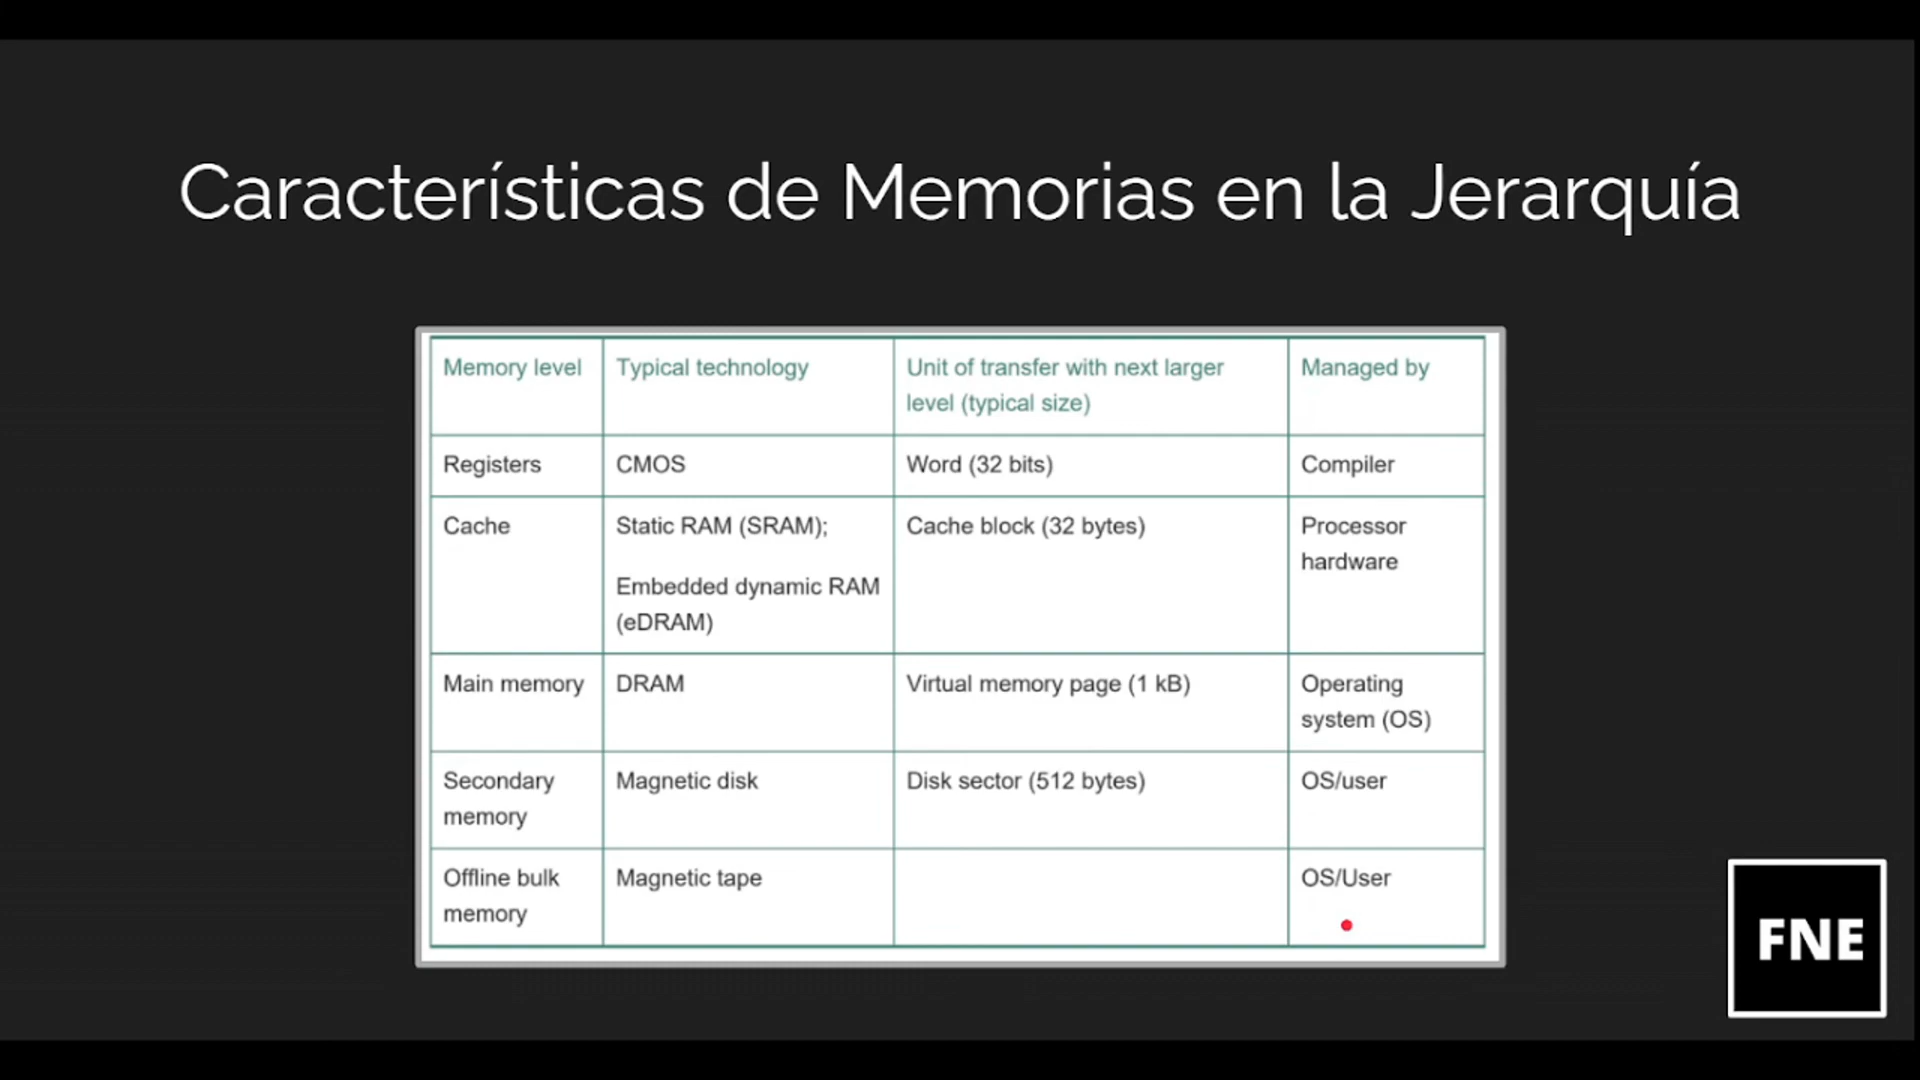 Características de Memorias en la Jerarquía
Memory level
Typical technology
Unit of transfer with next larger
level (typical size)
Managed by
Registers
CMOS
Word (32 bits)
Compiler
Cache
Static RAM (SRAM);
Embedded dynamic RAM
(eDRAM)
Cache block (32 bytes)
Processor
hardware
Main memory
DRAM
Virtual memory page (1 kB)
Operating
system (OS)
Secondary
memory
Magnetic disk
Disk sector (512 bytes)
OS/user
Offline bulk
memory
Magnetic tape
OS/User
FNE